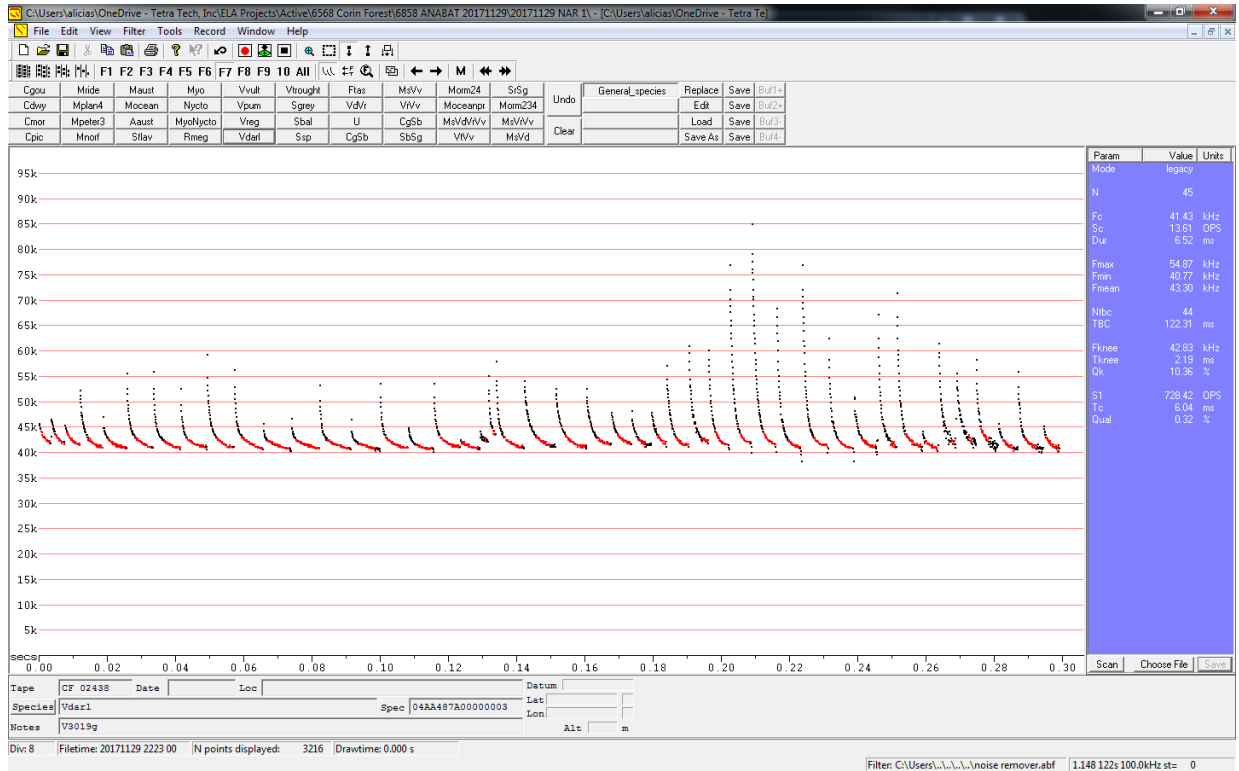 C:\Users\alicias\OneDrive - Tetra Tech, Inc\ELA Projects\Active\6568 Corin Forest\6858 ANABAT 20171129\20171129 NAR 1\ - [C:\Users\alicias\OneDrive - Tetra Te]
File Edit View Filter Tools Record Window Help
F1 F2 F3 F4 F5 F6 F7 F8 F9 10 All M
Cgou Mride Maust Myo Vvult Vtrought Ftas MsVv Morm24 SrSg Undo General_species Replace Save Buf1+
Cdwy Mplan4 Mocean Nycto Vpum Sgrey VdVr VrVv Moceanpr Morm234 Edit Save Buf2+
Cmor Mpeter3 Aaust MyoNycto Vreg Sbal U CgSb MsVdVrVv MsVrVv Clear Load Save Buf3-
Cpic Mnorf Sflav Rmeg Vdarl Ssp CgSb SbSg VfVv MsVd Save As Save Buf4-
Param Value Units
Mode legacy
N 45
Fc 41.43 kHz
Sc 13.61 OPS
Dur 6.52 ms
Fmax 54.87 kHz
Fmin 40.77 kHz
Fmean 43.30 kHz
Ntbc 44
TBC 122.31 ms
Fknee 42.83 kHz
Tknee 2.19 ms
Qk 10.36 %
S1 728.42 OPS
Tc 6.04 ms
Qual 0.32 %
95k
90k
85k
80k
75k
70k
65k
60k
55k
50k
45k
40k
35k
30k
25k
20k
15k
10k
5k
secs
0.00 0.02 0.04 0.06 0.08 0.10 0.12 0.14 0.16 0.18 0.20 0.22 0.24 0.26 0.28 0.30
Scan Choose File Save
Tape CF 02438 Date Loc Datum
Species Vdarl Spec 04AA487A00000003 Lat
Lon
Notes V3019g Alt m
Div: 8 Filetime: 20171129 2223 00 N points displayed: 3216 Drawtime: 0.000 s
Filter: C:\Users\..\..\..\..\noise remover.abf 1.148 122s 100.0kHz st= 0